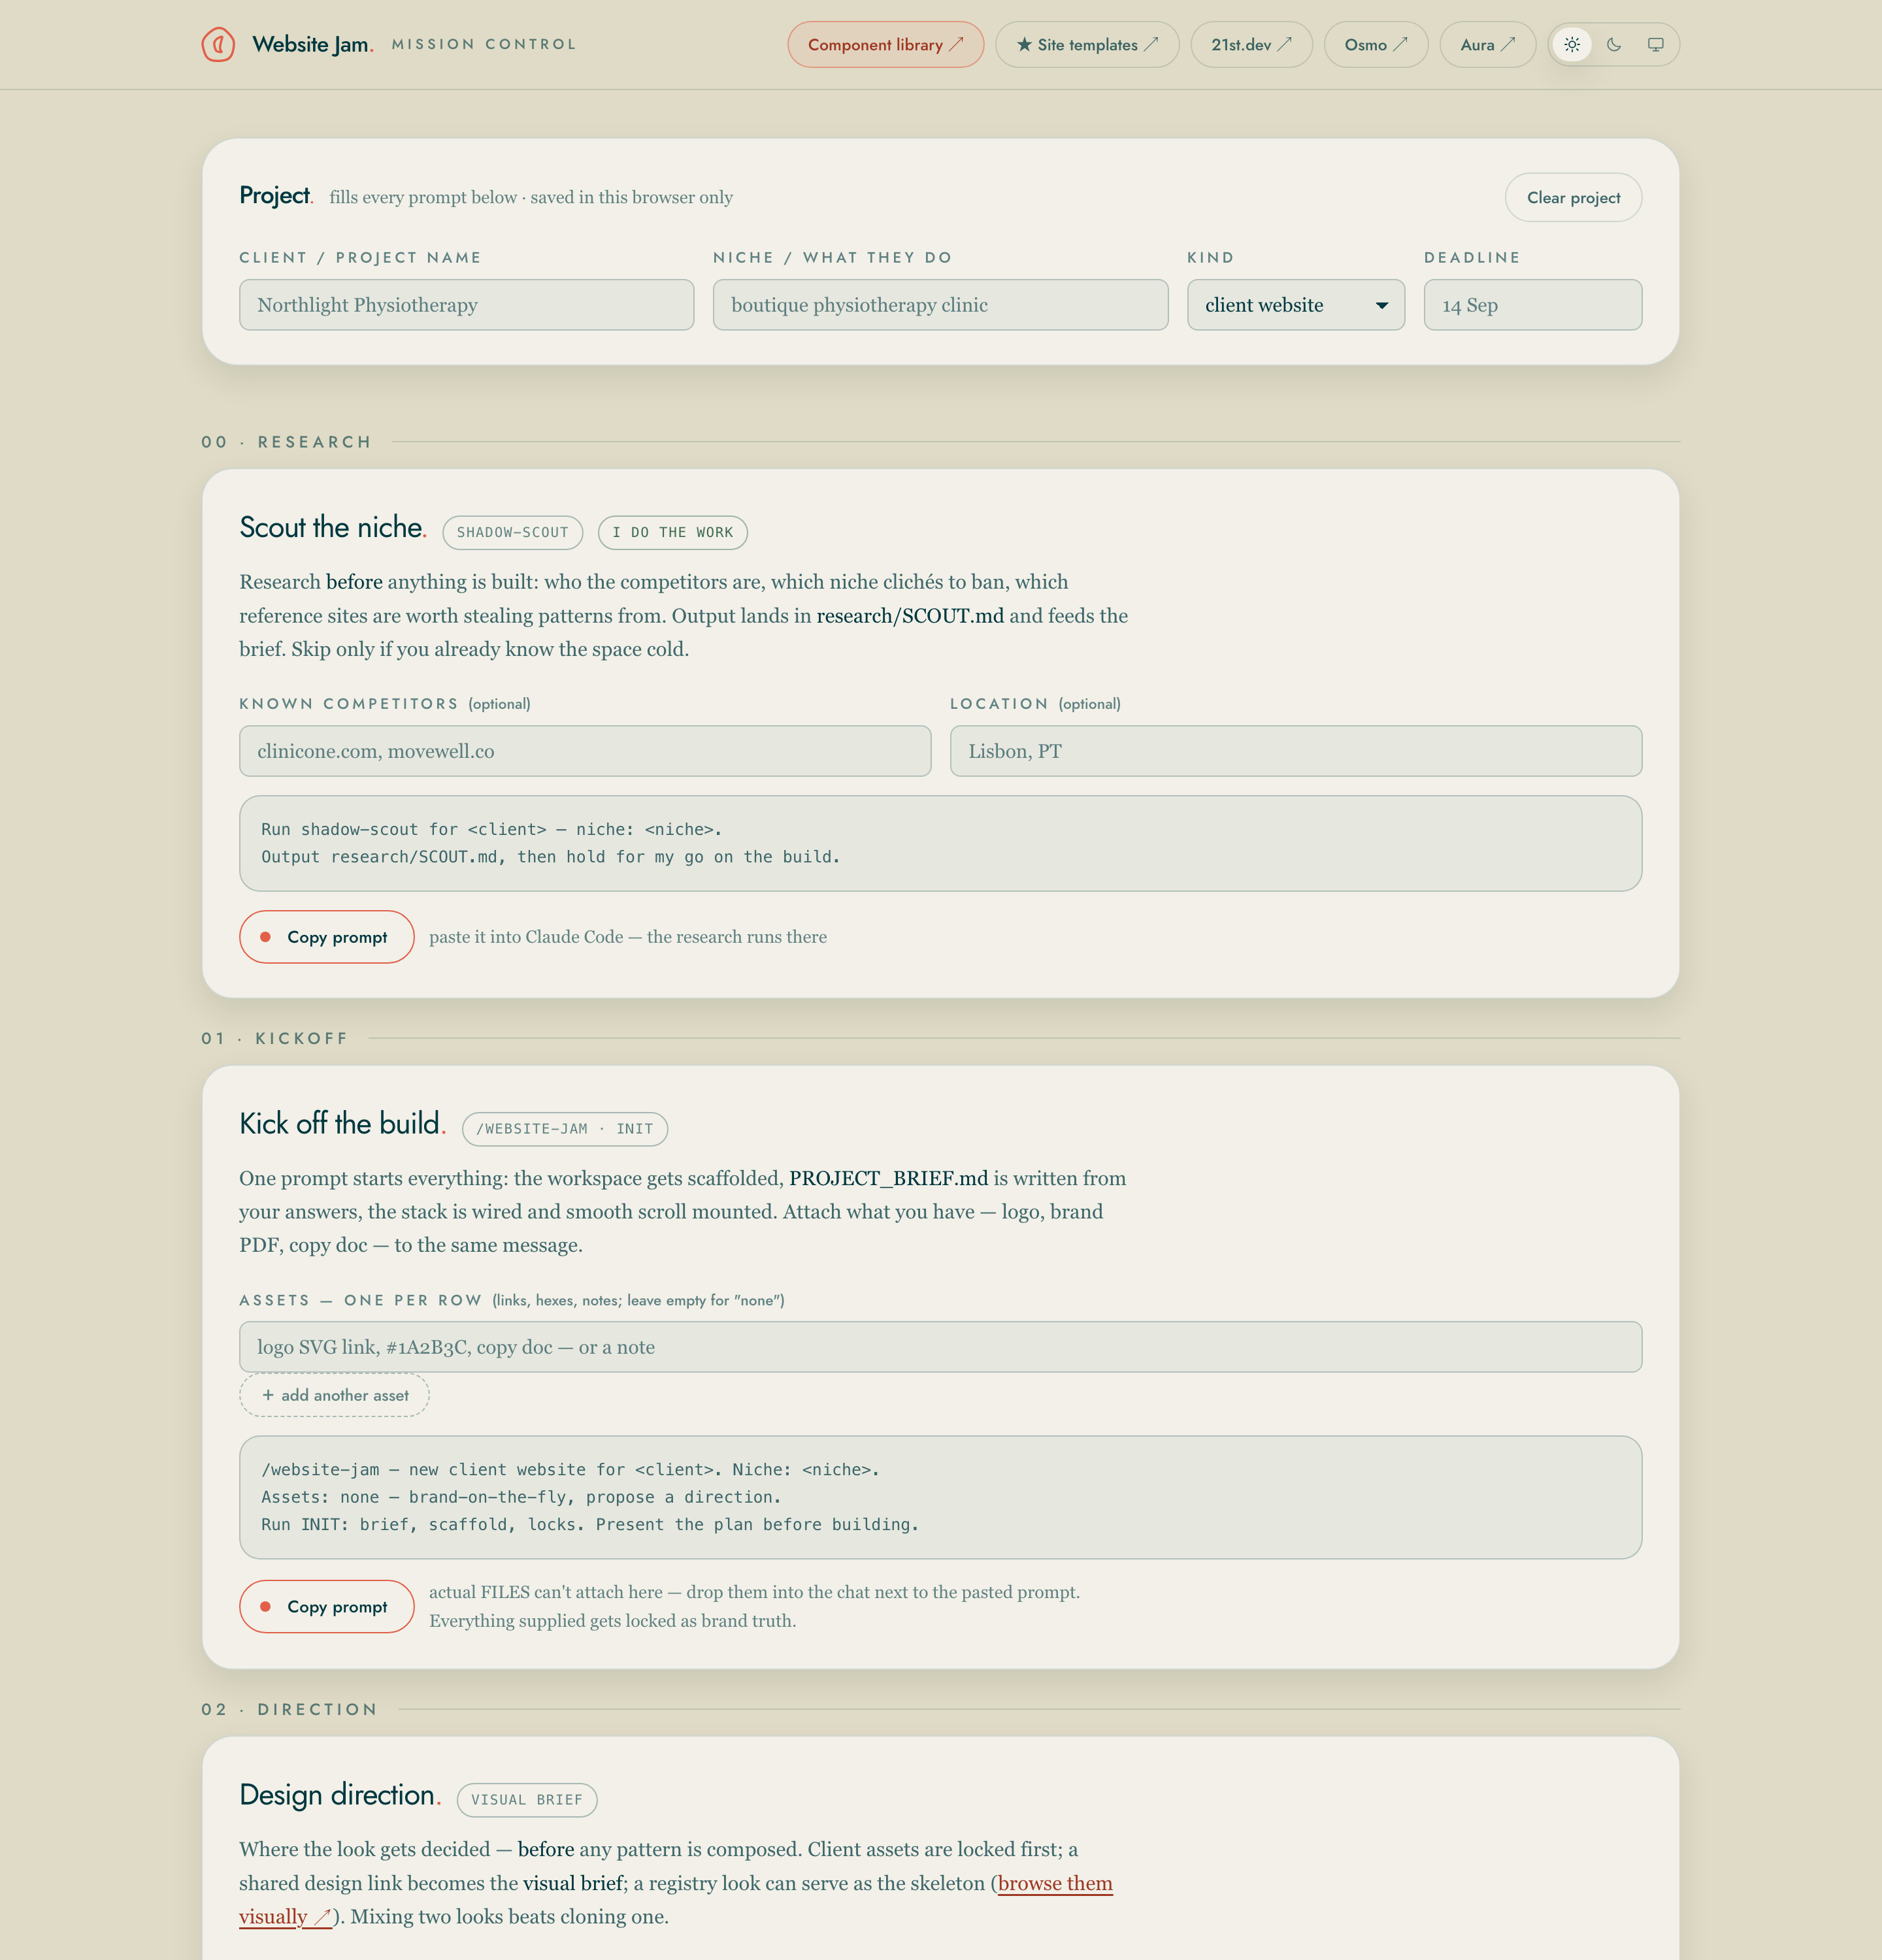 Website Jam. MISSION CONTROL
Component library ↗
★ Site templates ↗
21st.dev ↗
Osmo ↗
Aura ↗
Project. fills every prompt below · saved in this browser only
Clear project
CLIENT / PROJECT NAME
NICHE / WHAT THEY DO
KIND
DEADLINE
Northlight Physiotherapy
boutique physiotherapy clinic
client website
14 Sep
00 · RESEARCH
Scout the niche. SHADOW-SCOUT I DO THE WORK
Research before anything is built: who the competitors are, which niche clichés to ban, which
reference sites are worth stealing patterns from. Output lands in research/SCOUT.md and feeds the
brief. Skip only if you already know the space cold.
KNOWN COMPETITORS (optional)
LOCATION (optional)
clinicone.com, movewell.co
Lisbon, PT
Run shadow-scout for <client> — niche: <niche>.
Output research/SCOUT.md, then hold for my go on the build.
Copy prompt
paste it into Claude Code — the research runs there
01 · KICKOFF
Kick off the build. /WEBSITE-JAM · INIT
One prompt starts everything: the workspace gets scaffolded, PROJECT_BRIEF.md is written from
your answers, the stack is wired and smooth scroll mounted. Attach what you have — logo, brand
PDF, copy doc — to the same message.
ASSETS — ONE PER ROW (links, hexes, notes; leave empty for "none")
logo SVG link, #1A2B3C, copy doc — or a note
+ add another asset
/website-jam — new client website for <client>. Niche: <niche>.
Assets: none — brand-on-the-fly, propose a direction.
Run INIT: brief, scaffold, locks. Present the plan before building.
Copy prompt
actual FILES can't attach here — drop them into the chat next to the pasted prompt.
Everything supplied gets locked as brand truth.
02 · DIRECTION
Design direction. VISUAL BRIEF
Where the look gets decided — before any pattern is composed. Client assets are locked first; a
shared design link becomes the visual brief; a registry look can serve as the skeleton (browse them
visually ↗). Mixing two looks beats cloning one.